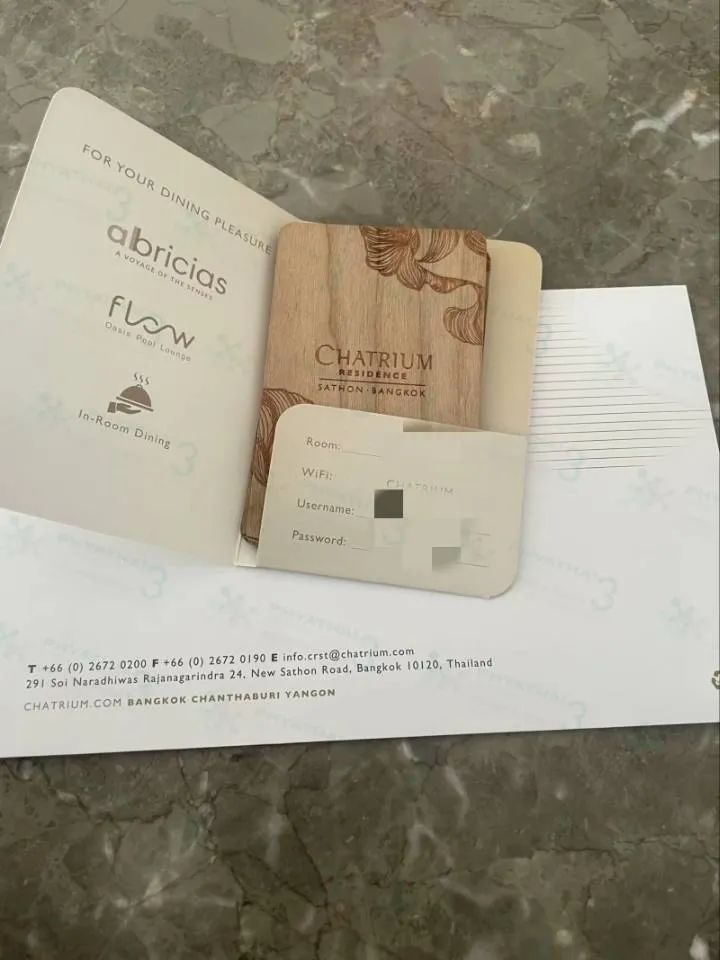 FOR YOUR DINING PLEASURE
abricias
A VOYAGE OF THE SENSES
flow
Oasis Pool Lounge
In-Room Dining
CHATRIUM
RESIDENCE
SATHON·BANGKOK
Room:
WiFi: CHATRIUM
Username:
Password:
T +66 (0) 2672 0200 F +66 (0) 2672 0190 E info.crst@chatrium.com
291 Soi Naradhiwas Rajanagarindra 24, New Sathon Road, Bangkok 10120, Thailand
CHATRIUM.COM BANGKOK CHANTHABURI YANGON